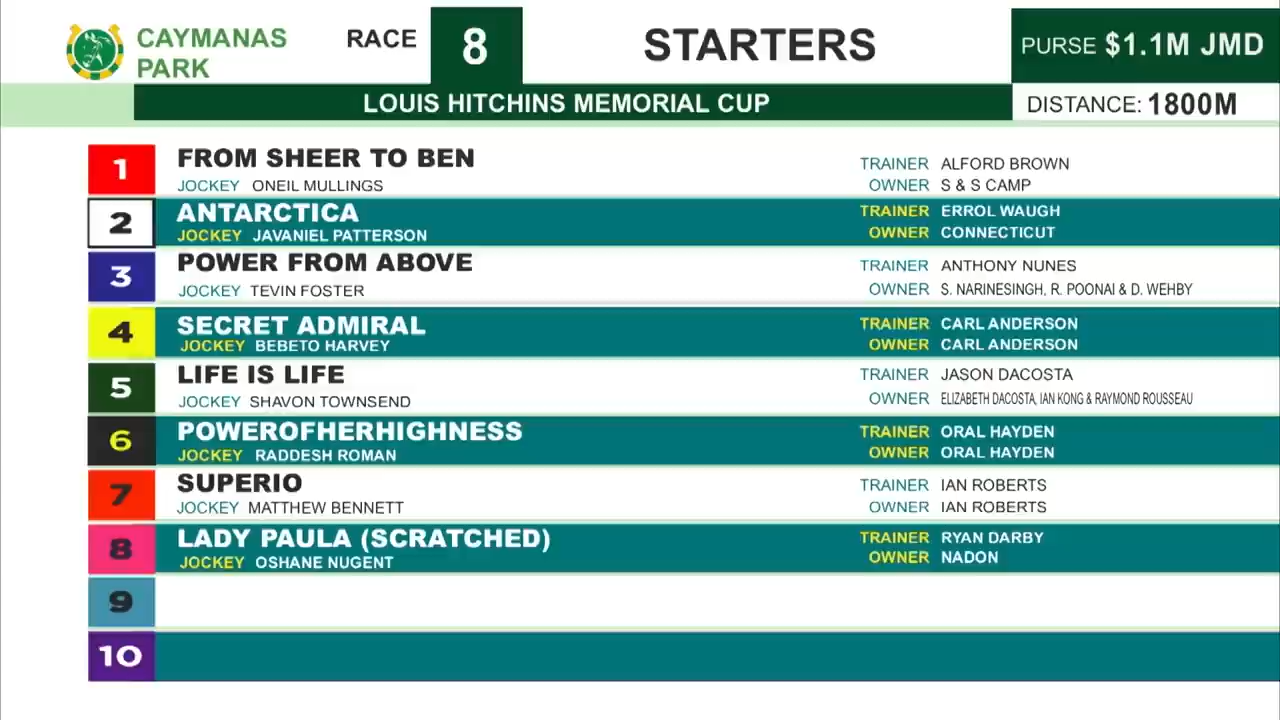 CAYMANAS PARK
RACE 8
STARTERS
PURSE $1.1M JMD
LOUIS HITCHINS MEMORIAL CUP
DISTANCE: 1800M
1 FROM SHEER TO BEN
JOCKEY ONEIL MULLINGS
TRAINER ALFORD BROWN
OWNER S & S CAMP
2 ANTARCTICA
JOCKEY JAVANIEL PATTERSON
TRAINER ERROL WAUGH
OWNER CONNECTICUT
3 POWER FROM ABOVE
JOCKEY TEVIN FOSTER
TRAINER ANTHONY NUNES
OWNER S. NARINESINGH, R. POONAI & D. WEHBY
4 SECRET ADMIRAL
JOCKEY BEBETO HARVEY
TRAINER CARL ANDERSON
OWNER CARL ANDERSON
5 LIFE IS LIFE
JOCKEY SHAVON TOWNSEND
TRAINER JASON DACOSTA
OWNER ELIZABETH DACOSTA, IAN KONG & RAYMOND ROUSSEAU
6 POWEROFHERHIGHNESS
JOCKEY RADDESH ROMAN
TRAINER ORAL HAYDEN
OWNER ORAL HAYDEN
7 SUPERIO
JOCKEY MATTHEW BENNETT
TRAINER IAN ROBERTS
OWNER IAN ROBERTS
8 LADY PAULA (SCRATCHED)
JOCKEY OSHANE NUGENT
TRAINER RYAN DARBY
OWNER NADON
9
10